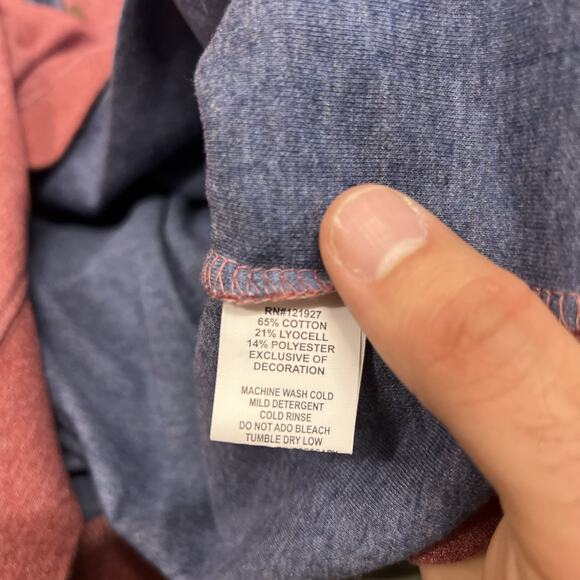 RN#121927
65% COTTON
21% LYOCELL
14% POLYESTER
EXCLUSIVE OF
DECORATION
MACHINE WASH COLD
MILD DETERGENT
COLD RINSE
DO NOT ADO BLEACH
TUMBLE DRY LOW